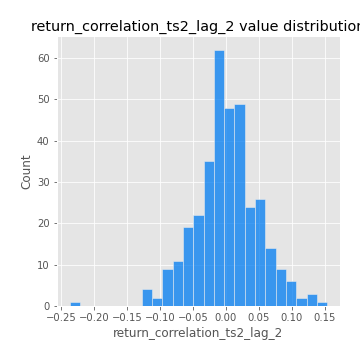 return_correlation_ts2_lag_2 value distribution
60
50
40
30
20
10
0
Count
−0.25 −0.20 −0.15 −0.10 −0.05 0.00 0.05 0.10 0.15
return_correlation_ts2_lag_2